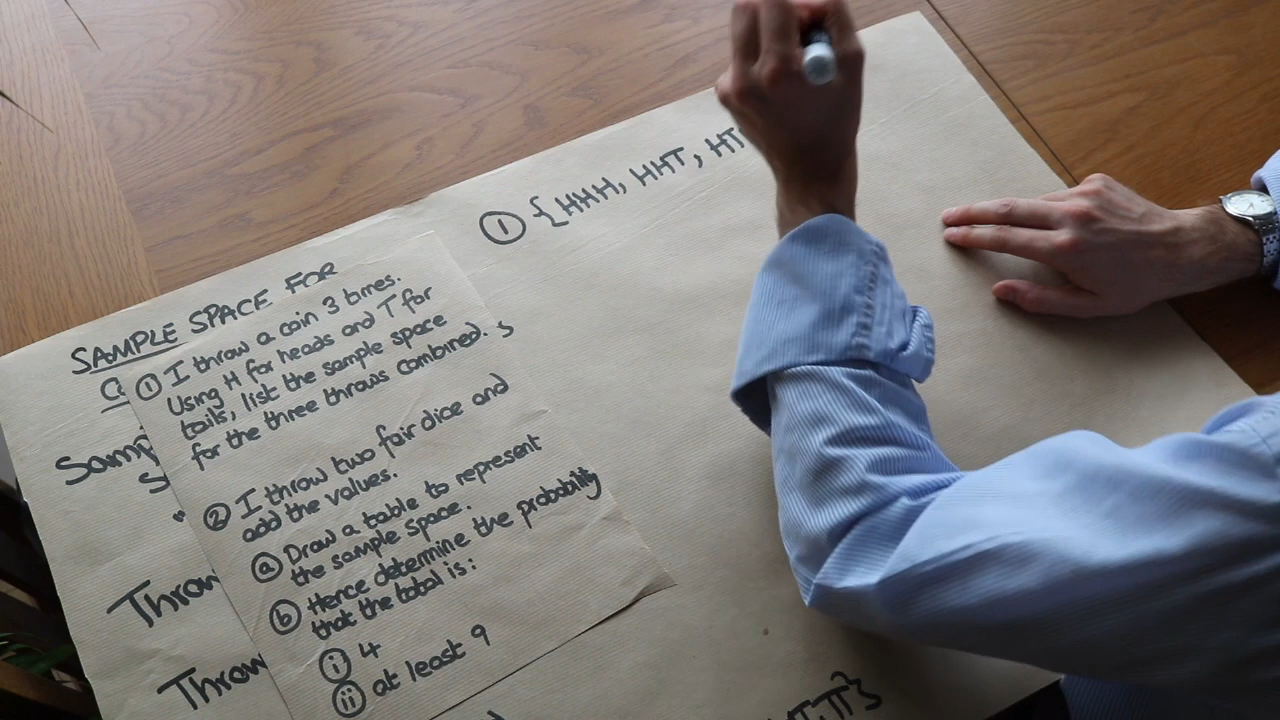 SAMPLE SPACE FOR
① I throw a coin 3 times.
Using H for heads and T for
tails, list the sample space
for the three throws combined.
② I throw two fair dice and
add the values.
ⓐ Draw a table to represent
the sample space.
ⓑ Hence determine the probability
that the total is:
ⓘ 4
ⓘⓘ at least 9
Throw
Throw
① {HHH, HHT, HT